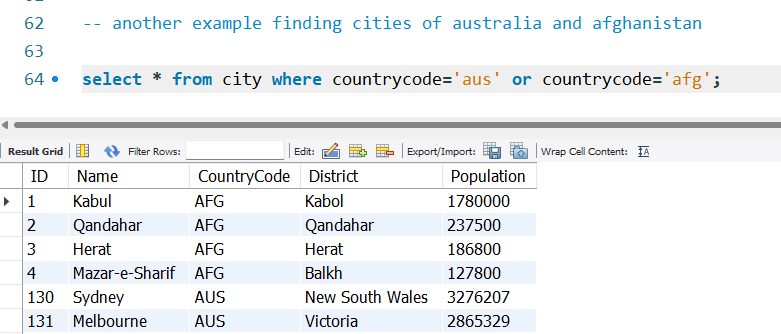 62 -- another example finding cities of australia and afghanistan
63
64 select * from city where countrycode='aus' or countrycode='afg';
Result Grid Filter Rows: Edit: Export/Import: Wrap Cell Content: IA
ID Name CountryCode District Population
1 Kabul AFG Kabol 1780000
2 Qandahar AFG Qandahar 237500
3 Herat AFG Herat 186800
4 Mazar-e-Sharif AFG Balkh 127800
130 Sydney AUS New South Wales 3276207
131 Melbourne AUS Victoria 2865329